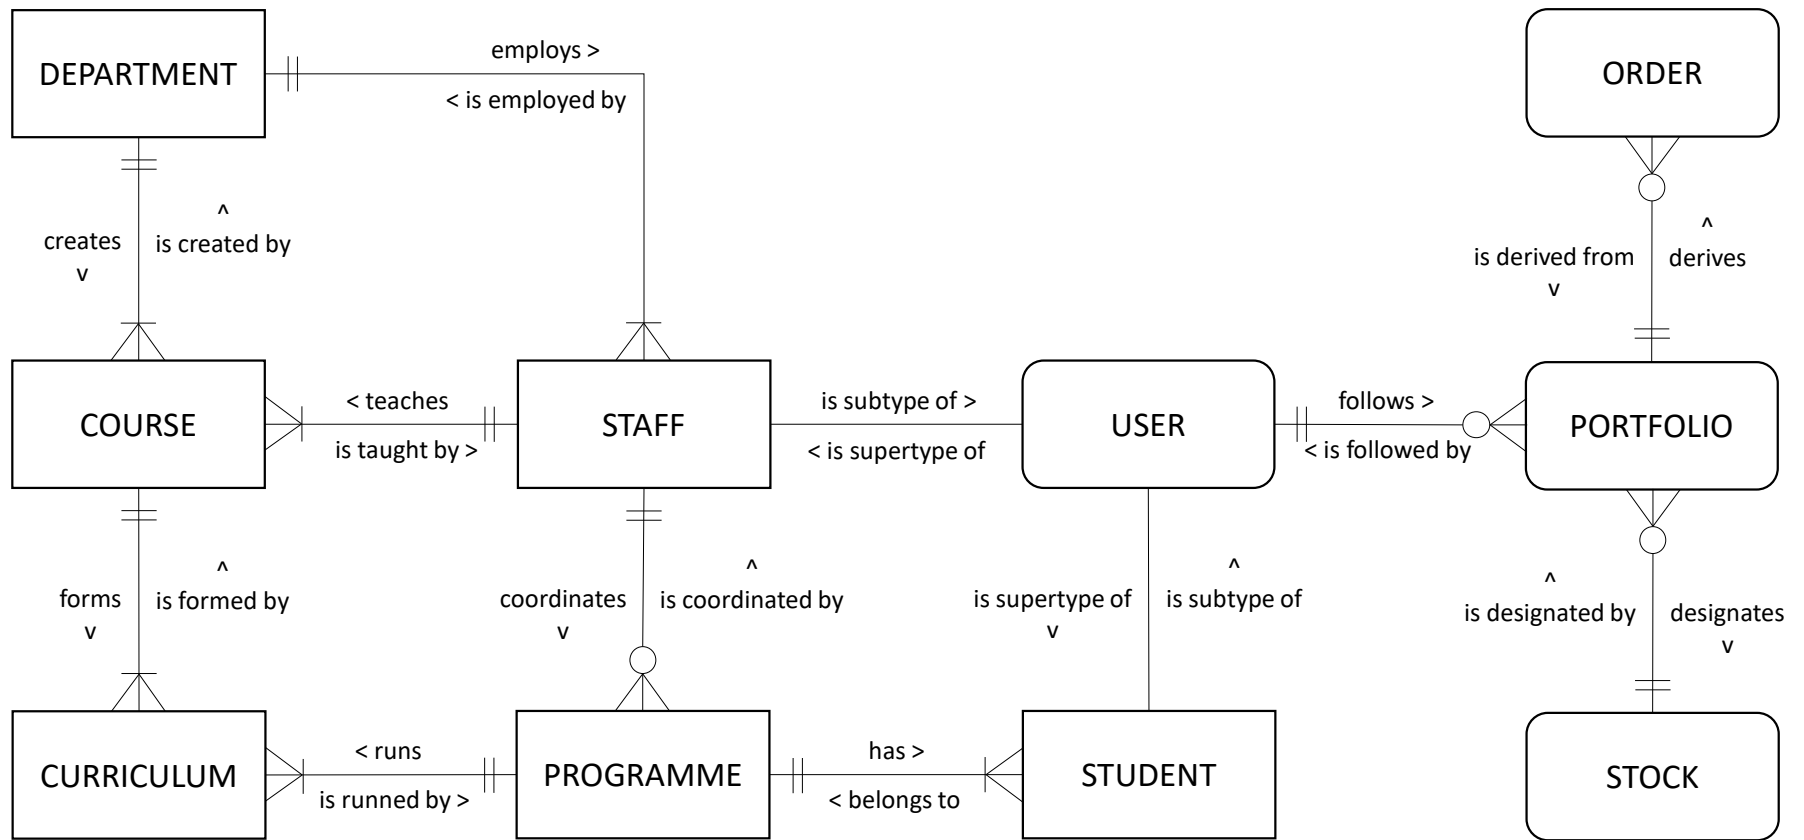 employs >
DEPARTMENT
ORDER
< is employed by
^
^
creates
is created by
is derived from
derives
v
v
< teaches
is subtype of >
follows >
COURSE
STAFF
USER
PORTFOLIO
is taught by >
< is supertype of
< is followed by
^
^
^
^
forms
is formed by
coordinates
is coordinated by
is supertype of
is subtype of
is designated by
designates
v
v
v
v
< runs
has >
CURRICULUM
PROGRAMME
STUDENT
STOCK
is runned by >
< belongs to